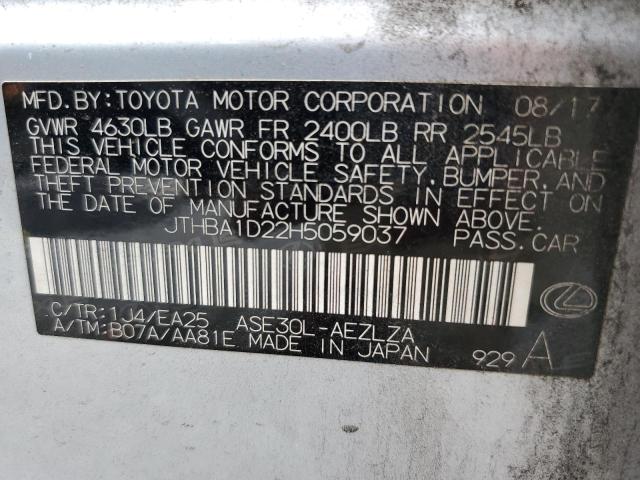 MFD.BY:TOYOTA MOTOR CORPORATION 08/17
GVWR 4630LB GAWR FR 2400LB RR 2545LB
THIS VEHICLE CONFORMS TO ALL APPLICABLE
FEDERAL MOTOR VEHICLE SAFETY,BUMPER,AND
THEFT PREVENTION STANDARDS IN EFFECT ON
THE DATE OF MANUFACTURE SHOWN ABOVE.
JTHBA1D22H5059037 PASS.CAR
C/TR:1J4/EA25 ASE30L-AEZLZA
A/TM:B07A/AA81E MADE IN JAPAN 929 A